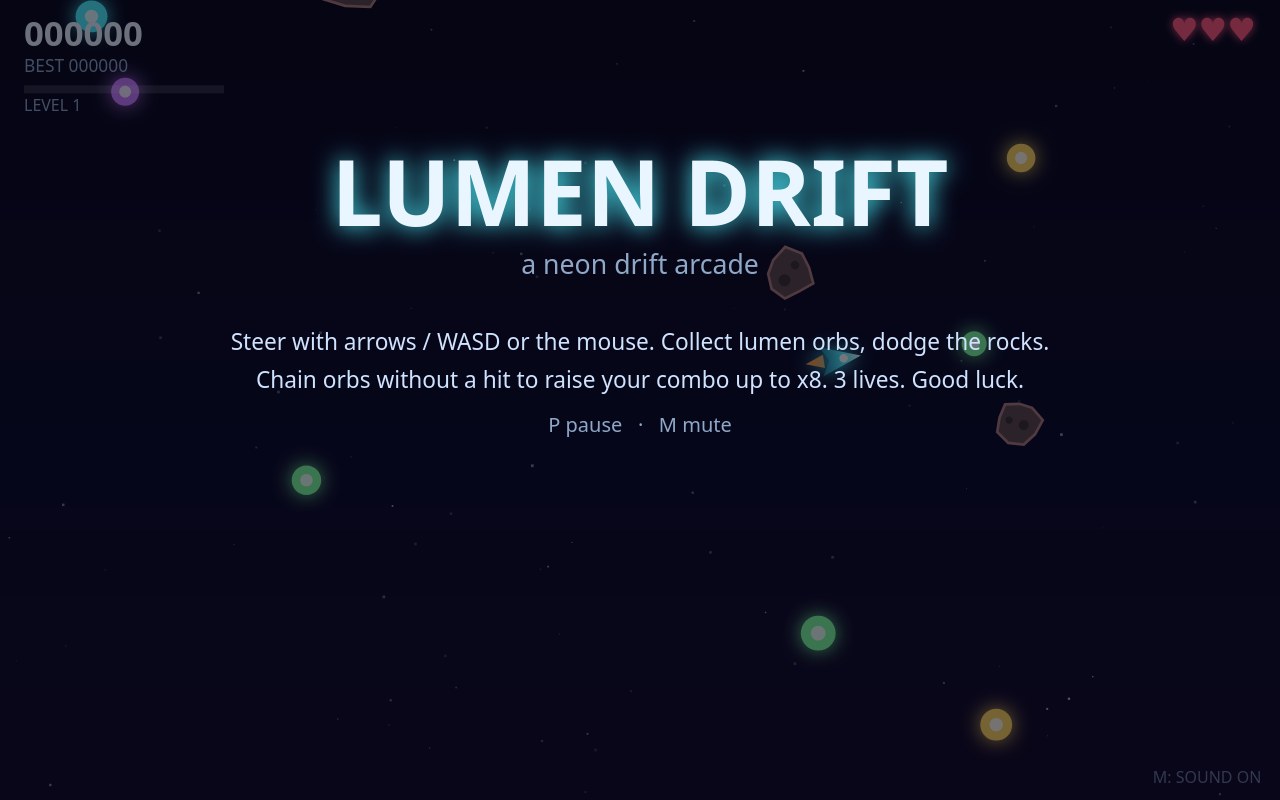 000000
♥♥♥
BEST 000000
LEVEL 1
LUMEN DRIFT
a neon drift arcade
Steer with arrows / WASD or the mouse. Collect lumen orbs, dodge the rocks.
Chain orbs without a hit to raise your combo up to x8. 3 lives. Good luck.
P pause · M mute
M: SOUND ON